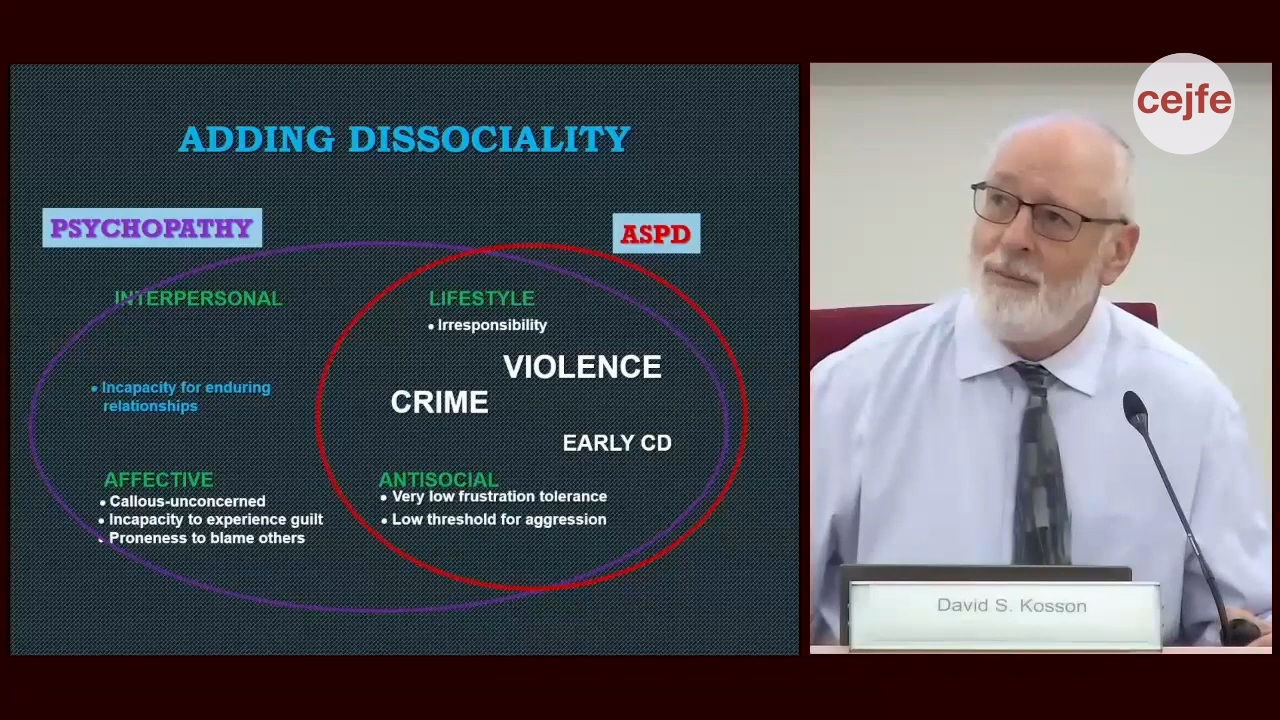 cejfe
ADDING DISSOCIALITY
PSYCHOPATHY
ASPD
INTERPERSONAL
• Incapacity for enduring
relationships
AFFECTIVE
• Callous-unconcerned
• Incapacity to experience guilt
• Proneness to blame others
LIFESTYLE
• Irresponsibility
VIOLENCE
CRIME
EARLY CD
ANTISOCIAL
• Very low frustration tolerance
• Low threshold for aggression
David S. Kosson